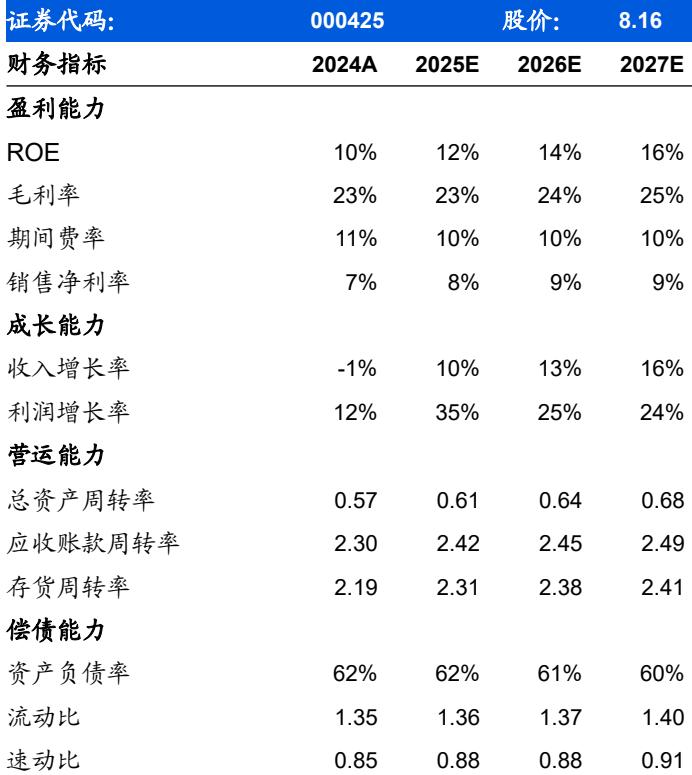 证券代码: 000425 股价: 8.16
财务指标 2024A 2025E 2026E 2027E
盈利能力
ROE 10% 12% 14% 16%
毛利率 23% 23% 24% 25%
期间费率 11% 10% 10% 10%
销售净利率 7% 8% 9% 9%
成长能力
收入增长率 -1% 10% 13% 16%
利润增长率 12% 35% 25% 24%
营运能力
总资产周转率 0.57 0.61 0.64 0.68
应收账款周转率 2.30 2.42 2.45 2.49
存货周转率 2.19 2.31 2.38 2.41
偿债能力
资产负债率 62% 62% 61% 60%
流动比 1.35 1.36 1.37 1.40
速动比 0.85 0.88 0.88 0.91